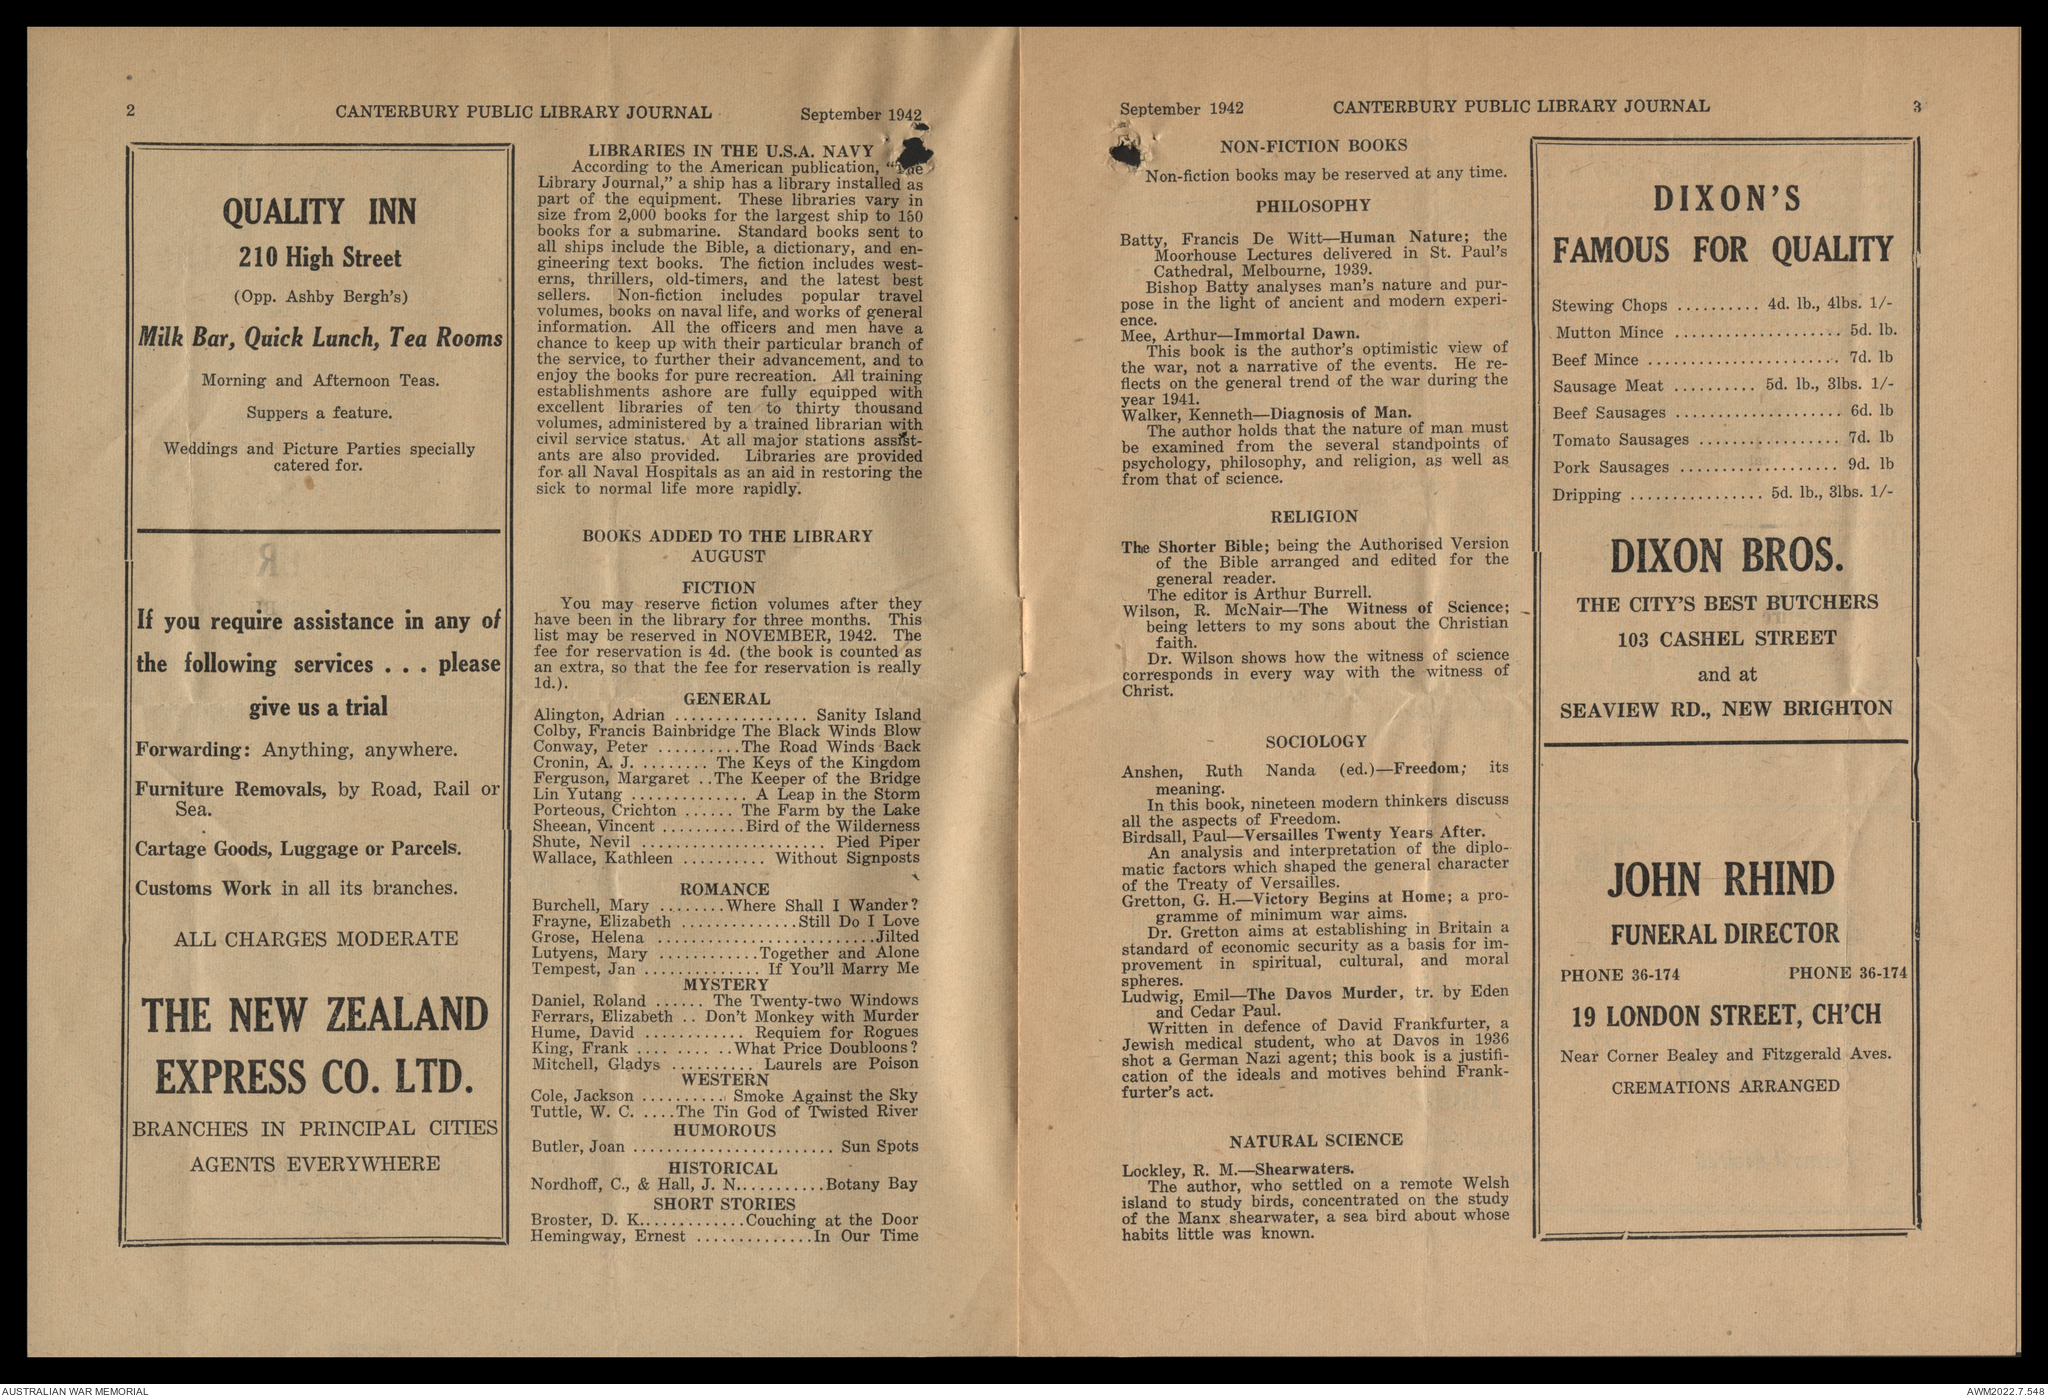 2
CANTERBURY PUBLIC LIBRARY JOURNAL
September 1942
QUALITY INN
210 High Street
(Opp. Ashby Bergh's)
Milk Bar, Quick Lunch, Tea Rooms
Morning and Afternoon Teas.
Suppers a feature.
Weddings and Picture Parties specially
catered for.
If you require assistance in any of
the following services . . . please
give us a trial
Forwarding: Anything, anywhere.
Furniture Removals, by Road, Rail or
Sea.
Cartage Goods, Luggage or Parcels.
Customs Work in all its branches.
ALL CHARGES MODERATE
THE NEW ZEALAND
EXPRESS CO. LTD.
BRANCHES IN PRINCIPAL CITIES
AGENTS EVERYWHERE
LIBRARIES IN THE U.S.A. NAVY
According to the American publication, "The
Library Journal," a ship has a library installed as
part of the equipment. These libraries vary in
size from 2,000 books for the largest ship to 150
books for a submarine. Standard books sent to
all ships include the Bible, a dictionary, and en-
gineering text books. The fiction includes west-
erns, thrillers, old-timers, and the latest best
sellers. Non-fiction includes popular travel
volumes, books on naval life, and works of general
information. All the officers and men have a
chance to keep up with their particular branch of
the service, to further their advancement, and to
enjoy the books for pure recreation. All training
establishments ashore are fully equipped with
excellent libraries of ten to thirty thousand
volumes, administered by a trained librarian with
civil service status. At all major stations assist-
ants are also provided. Libraries are provided
for all Naval Hospitals as an aid in restoring the
sick to normal life more rapidly.
BOOKS ADDED TO THE LIBRARY
AUGUST
FICTION
You may reserve fiction volumes after they
have been in the library for three months. This
list may be reserved in NOVEMBER, 1942. The
fee for reservation is 4d. (the book is counted as
an extra, so that the fee for reservation is really
1d.).
GENERAL
Alington, Adrian ................ Sanity Island
Colby, Francis Bainbridge The Black Winds Blow
Conway, Peter ..........The Road Winds Back
Cronin, A. J. ........ The Keys of the Kingdom
Ferguson, Margaret ..The Keeper of the Bridge
Lin Yutang .............. A Leap in the Storm
Porteous, Crichton ...... The Farm by the Lake
Sheean, Vincent ..........Bird of the Wilderness
Shute, Nevil ...................... Pied Piper
Wallace, Kathleen .......... Without Signposts
ROMANCE
Burchell, Mary ........Where Shall I Wander?
Frayne, Elizabeth ..............Still Do I Love
Grose, Helena ..........................Jilted
Lutyens, Mary ............Together and Alone
Tempest, Jan .............. If You'll Marry Me
MYSTERY
Daniel, Roland ...... The Twenty-two Windows
Ferrars, Elizabeth .. Don't Monkey with Murder
Hume, David ............ Requiem for Rogues
King, Frank .... .... ..What Price Doubloons?
Mitchell, Gladys .......... Laurels are Poison
WESTERN
Cole, Jackson .......... Smoke Against the Sky
Tuttle, W. C. ....The Tin God of Twisted River
HUMOROUS
Butler, Joan ........................ Sun Spots
HISTORICAL
Nordhoff, C., & Hall, J. N...........Botany Bay
SHORT STORIES
Broster, D. K.............Couching at the Door
Hemingway, Ernest ..............In Our Time
September 1942
CANTERBURY PUBLIC LIBRARY JOURNAL
3
NON-FICTION BOOKS
Non-fiction books may be reserved at any time.
PHILOSOPHY
Batty, Francis De Witt—Human Nature; the
Moorhouse Lectures delivered in St. Paul's
Cathedral, Melbourne, 1939.
Bishop Batty analyses man's nature and pur-
pose in the light of ancient and modern experi-
ence.
Mee, Arthur—Immortal Dawn.
This book is the author's optimistic view of
the war, not a narrative of the events. He re-
flects on the general trend of the war during the
year 1941.
Walker, Kenneth—Diagnosis of Man.
The author holds that the nature of man must
be examined from the several standpoints of
psychology, philosophy, and religion, as well as
from that of science.
RELIGION
The Shorter Bible; being the Authorised Version
of the Bible arranged and edited for the
general reader.
The editor is Arthur Burrell.
Wilson, R. McNair—The Witness of Science;
being letters to my sons about the Christian
faith.
Dr. Wilson shows how the witness of science
corresponds in every way with the witness of
Christ.
SOCIOLOGY
Anshen, Ruth Nanda (ed.)—Freedom; its
meaning.
In this book, nineteen modern thinkers discuss
all the aspects of Freedom.
Birdsall, Paul—Versailles Twenty Years After.
An analysis and interpretation of the diplo-
matic factors which shaped the general character
of the Treaty of Versailles.
Gretton, G. H.—Victory Begins at Home; a pro-
gramme of minimum war aims.
Dr. Gretton aims at establishing in Britain a
standard of economic security as a basis for im-
provement in spiritual, cultural, and moral
spheres.
Ludwig, Emil—The Davos Murder, tr. by Eden
and Cedar Paul.
Written in defence of David Frankfurter, a
Jewish medical student, who at Davos in 1936
shot a German Nazi agent; this book is a justifi-
cation of the ideals and motives behind Frank-
furter's act.
NATURAL SCIENCE
Lockley, R. M.—Shearwaters.
The author, who settled on a remote Welsh
island to study birds, concentrated on the study
of the Manx shearwater, a sea bird about whose
habits little was known.
DIXON'S
FAMOUS FOR QUALITY
Stewing Chops .......... 4d. lb., 4lbs. 1/-
Mutton Mince .................... 5d. lb.
Beef Mince ....................... 7d. lb
Sausage Meat .......... 5d. lb., 3lbs. 1/-
Beef Sausages .................... 6d. lb
Tomato Sausages ................. 7d. lb
Pork Sausages ................... 9d. lb
Dripping ................ 5d. lb., 3lbs. 1/-
DIXON BROS.
THE CITY'S BEST BUTCHERS
103 CASHEL STREET
and at
SEAVIEW RD., NEW BRIGHTON
JOHN RHIND
FUNERAL DIRECTOR
PHONE 36-174 PHONE 36-174
19 LONDON STREET, CH'CH
Near Corner Bealey and Fitzgerald Aves.
CREMATIONS ARRANGED
AUSTRALIAN WAR MEMORIAL
AWM2022.7.548